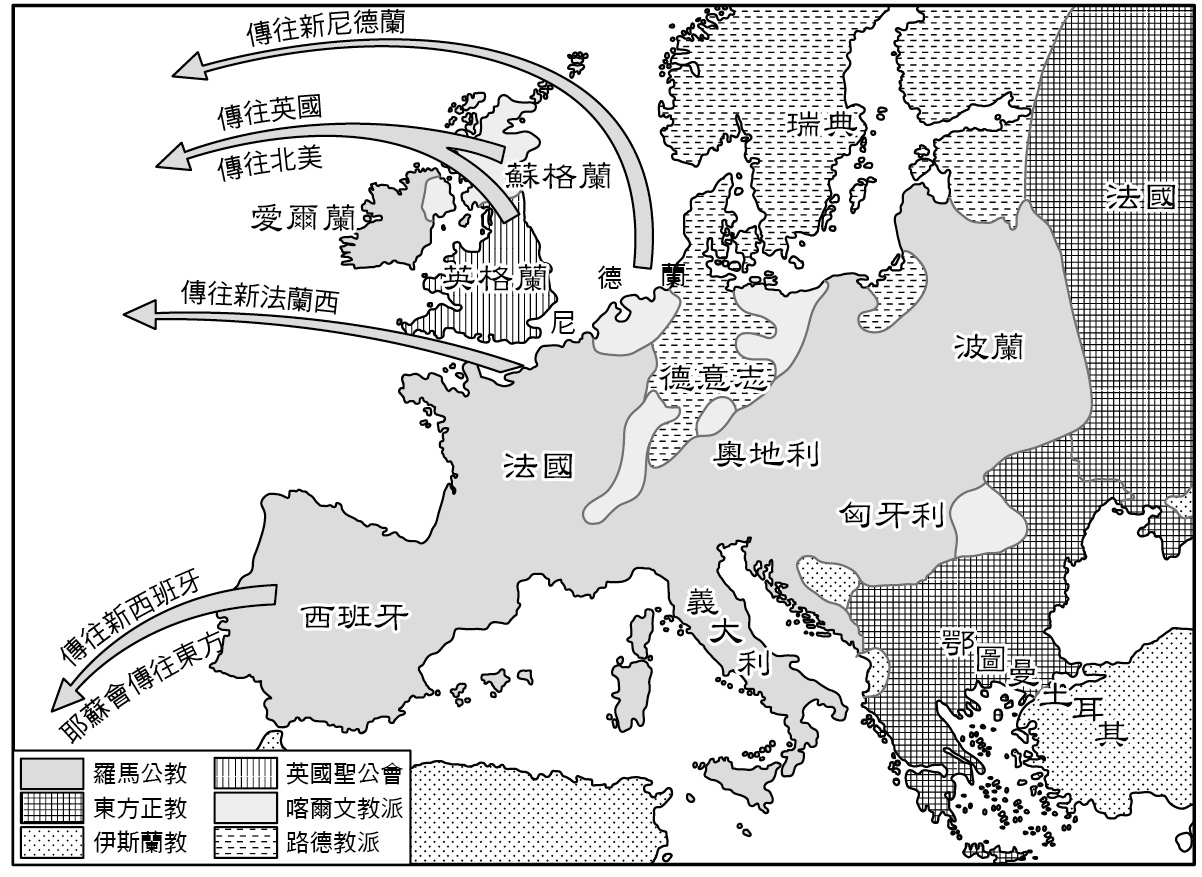 傳往新尼德蘭
傳往英國
傳往北美
蘇格蘭
愛爾蘭
英格蘭
尼德蘭
傳往新法蘭西
瑞典
法國
波蘭
德意志
法國
奧地利
匈牙利
西班牙
義大利
傳往新西班牙
耶蘇會傳往東方
鄂圖曼土耳其
羅馬公教
英國聖公會
東方正教
喀爾文教派
伊斯蘭教
路德教派